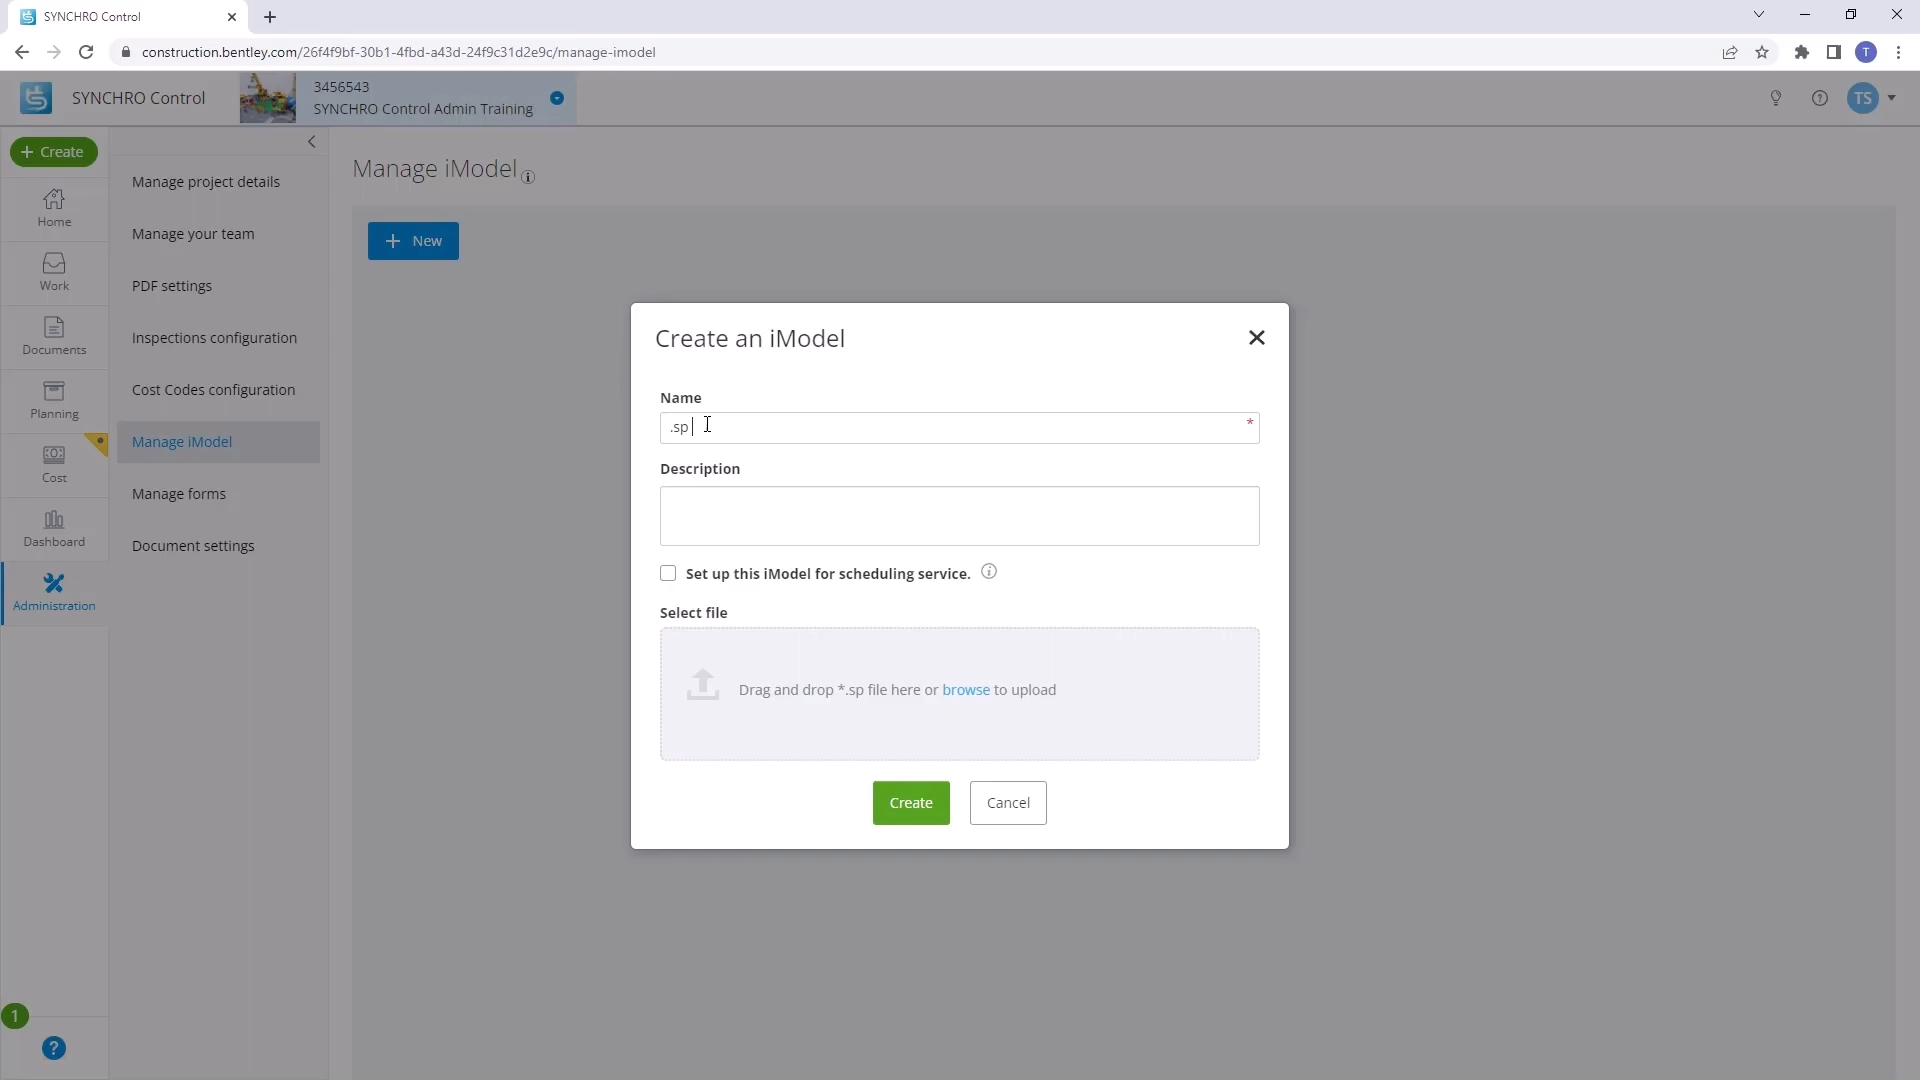 SYNCHRO Control
construction.bentley.com/26f4f9bf-30b1-4fbd-a43d-24f9c31d2e9c/manage-imodel
T
SYNCHRO Control
3456543
SYNCHRO Control Admin Training
TS
+ Create
Home
Work
Documents
Planning
Cost
Dashboard
Administration
1
?
Manage project details
Manage your team
PDF settings
Inspections configuration
Cost Codes configuration
Manage iModel
Manage forms
Document settings
Manage iModel
+ New
Create an iModel
Name
.sp
*
Description
Set up this iModel for scheduling service.
Select file
Drag and drop *.sp file here or browse to upload
Create
Cancel